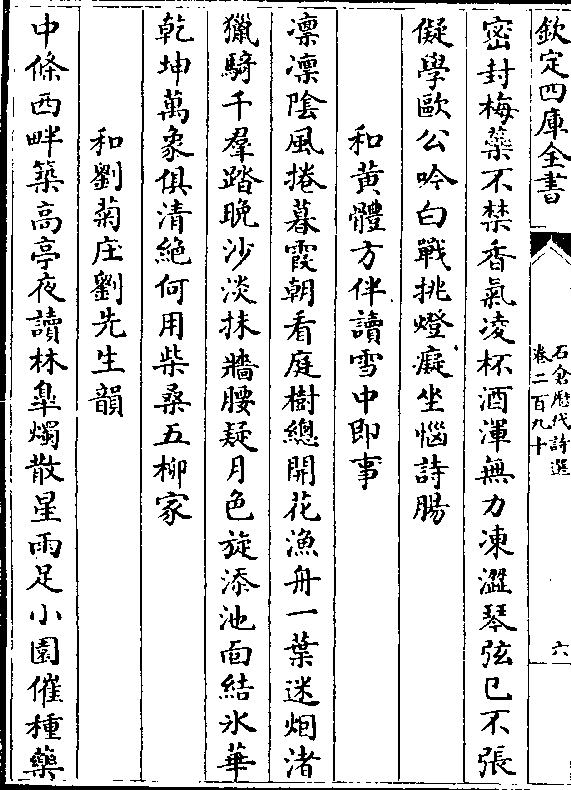 欽定四庫全書
石倉歷代詩選
卷二百九十
六
密封梅蘂不禁香氣凌杯酒渾無力凍澀琴弦已不張
儗學歐公吟白戰挑燈癡坐惱詩腸
和黃體方伴讀雪中即事
凛凛陰風捲暮霞朝看庭樹總開花漁舟一葉迷烟渚
獵騎千羣踏晚沙淡抹牆腰疑月色旋添池面結氷華
乾坤萬象俱清絶何用柴桑五柳家
和劉菊庄劉先生韻
中條西畔築高亭夜讀林臯燭散星雨足小園催種藥